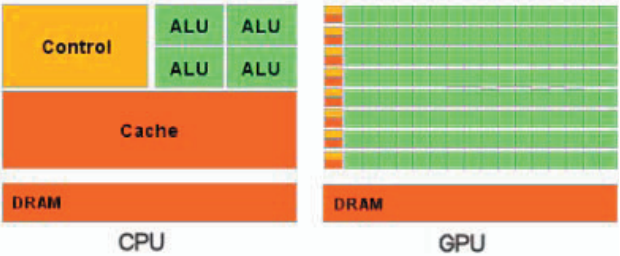 Control
ALU ALU
ALU ALU
Cache
DRAM
DRAM
CPU
GPU